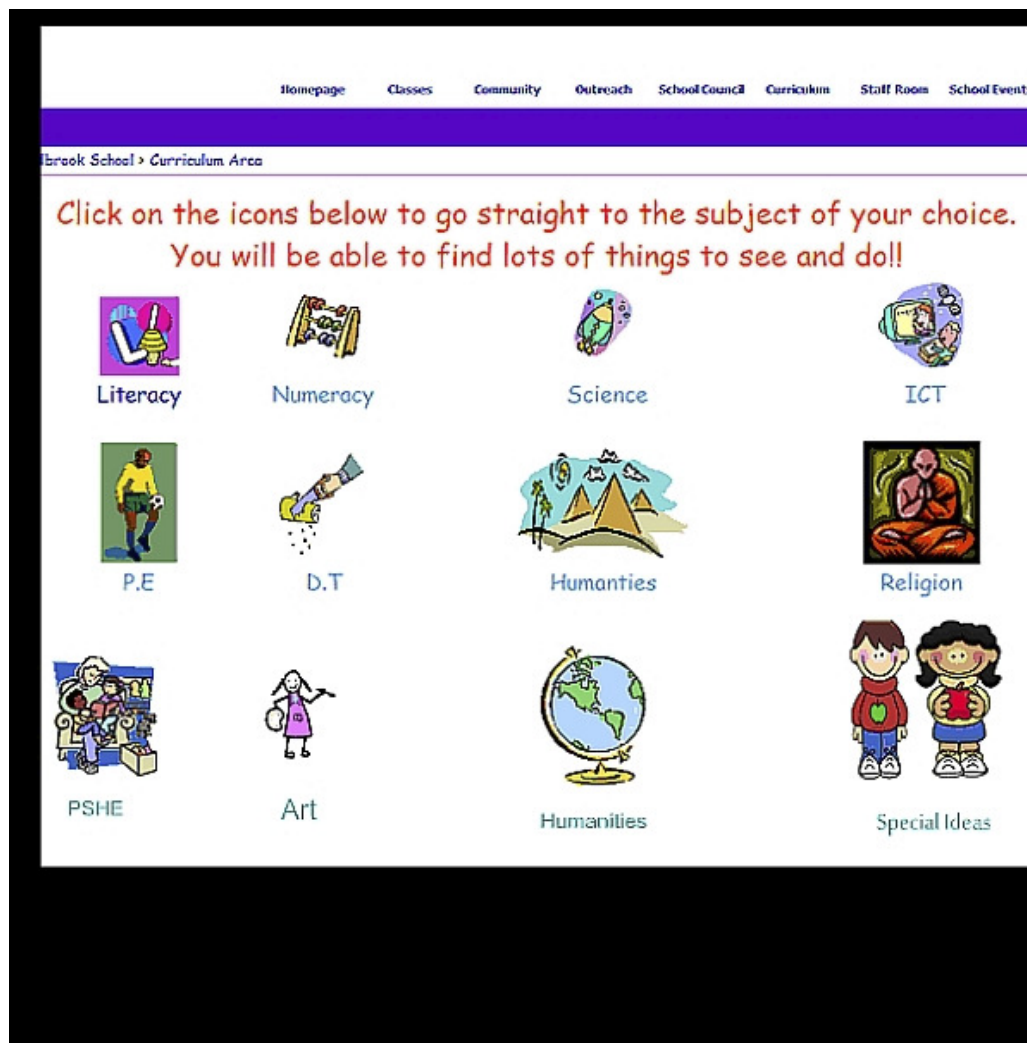 Homepage Classes Community Outreach School Council Curriculum Staff Room School Event
lbrook School > Curriculum Area
Click on the icons below to go straight to the subject of your choice.
You will be able to find lots of things to see and do!!
Literacy Numeracy Science ICT
P.E D.T Humanties Religion
PSHE Art Humanities Special Ideas